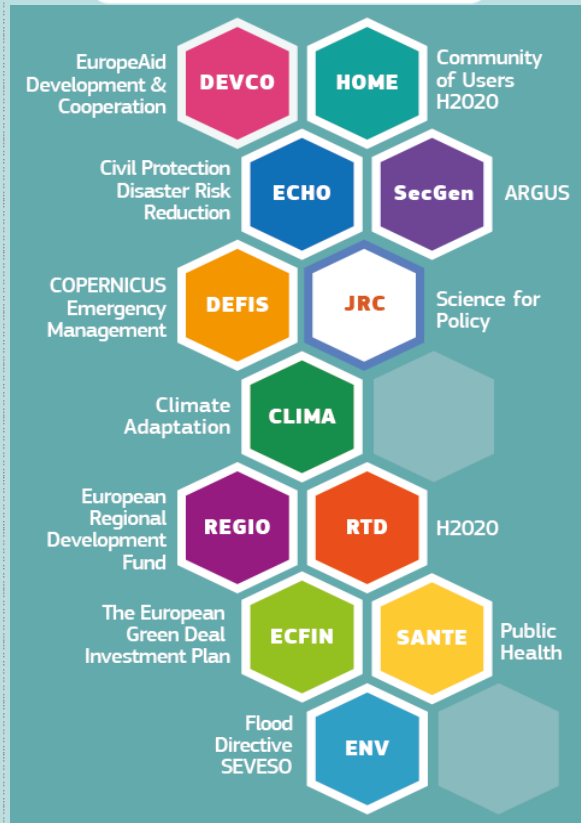 EuropeAid
Development &
Cooperation
DEVCO
HOME
Community
of Users
H2020
Civil Protection
Disaster Risk
Reduction
ECHO
SecGen
ARGUS
COPERNICUS
Emergency
Management
DEFIS
JRC
Science for
Policy
Climate
Adaptation
CLIMA
European
Regional
Development
Fund
REGIO
RTD
H2020
The European
Green Deal
Investment Plan
ECFIN
SANTE
Public
Health
Flood
Directive
SEVESO
ENV